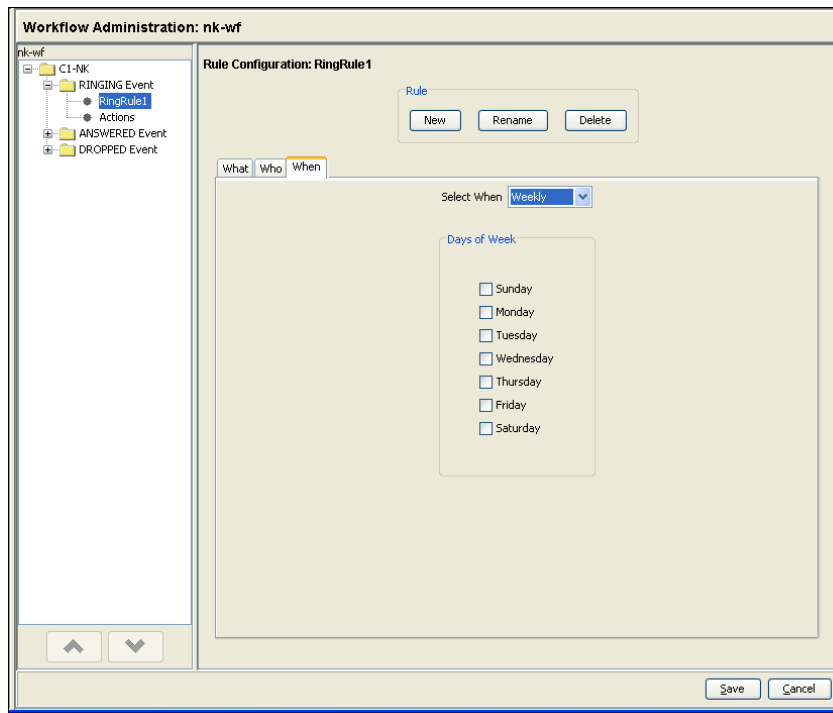 Workflow Administration: nk-wf
nk-wf
C1-NK
RINGING Event
RingRule1
Actions
ANSWERED Event
DROPPED Event
Rule Configuration: RingRule1
Rule
New Rename Delete
What Who When
Select When Weekly
Days of Week
Sunday
Monday
Tuesday
Wednesday
Thursday
Friday
Saturday
Save Cancel